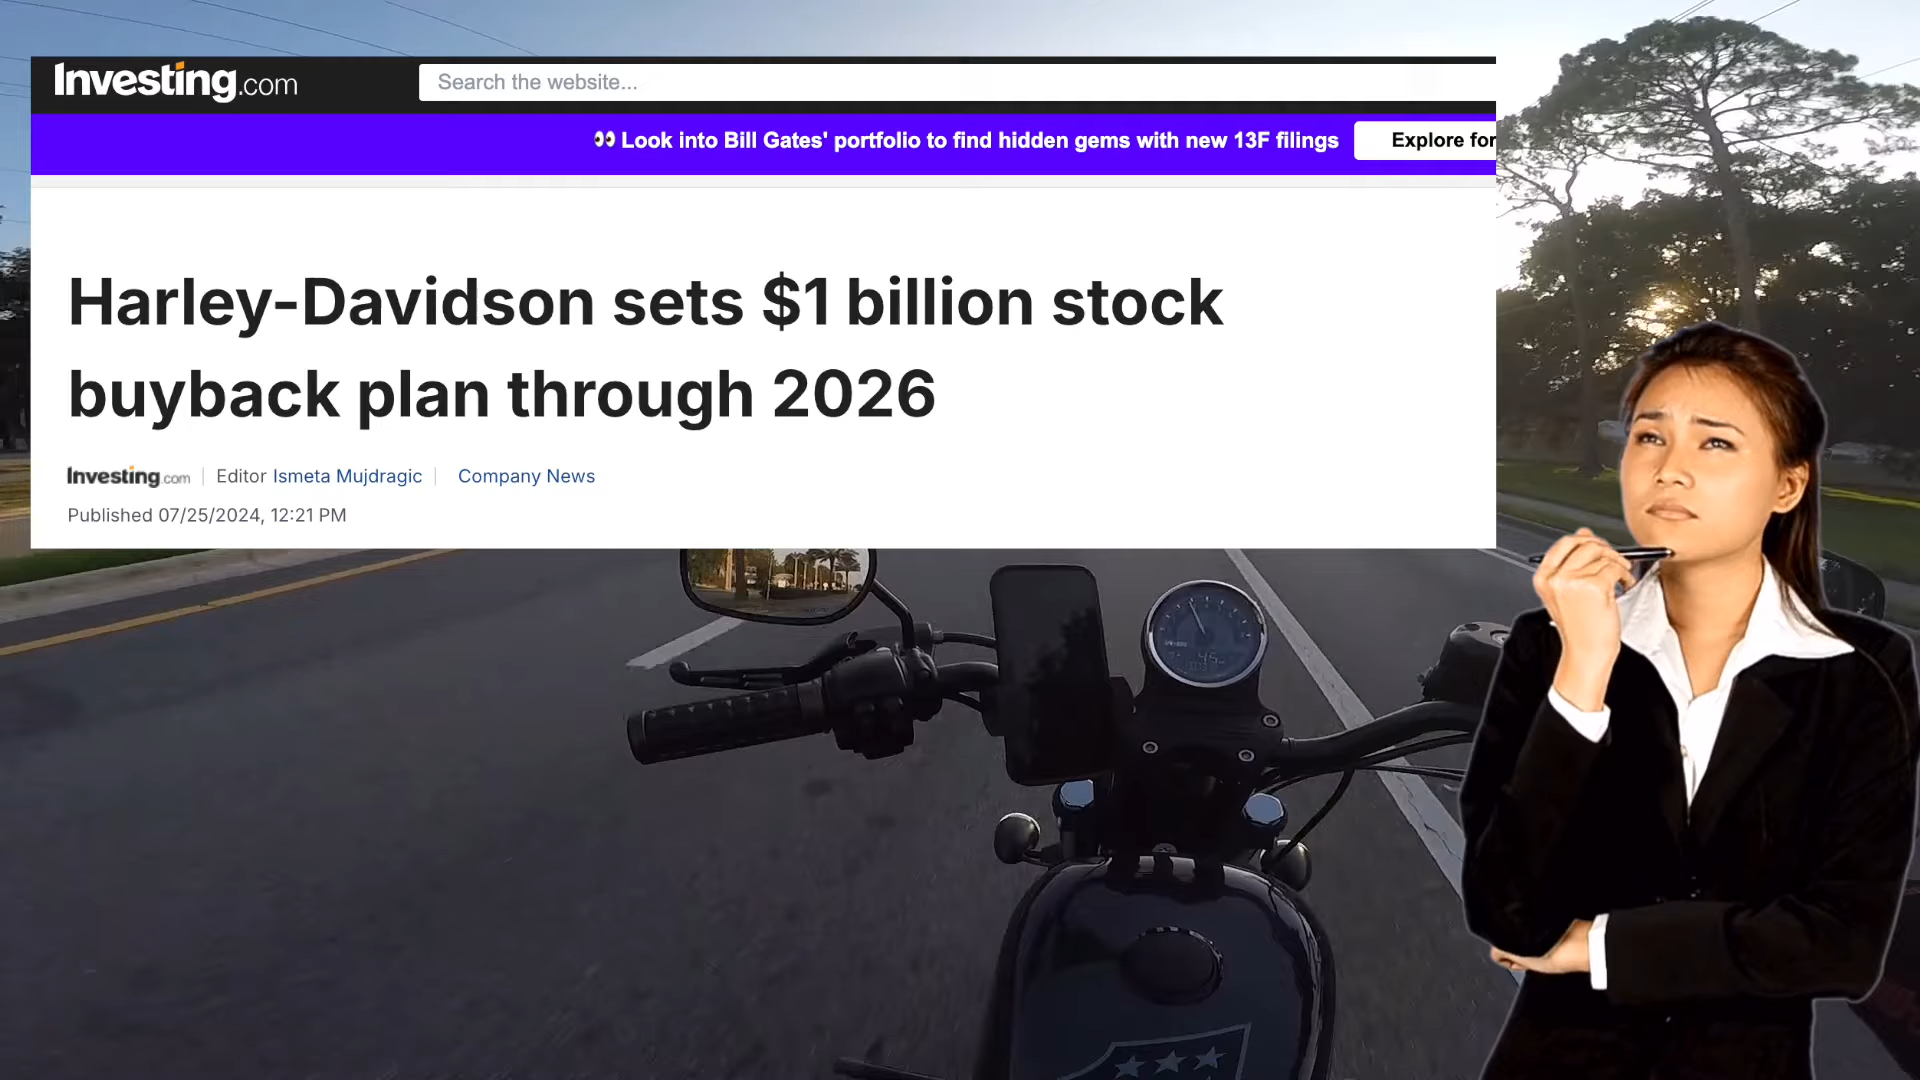 Investing.com
Search the website...
👀 Look into Bill Gates' portfolio to find hidden gems with new 13F filings
Explore for
Harley-Davidson sets $1 billion stock
buyback plan through 2026
Investing.com | Editor Ismeta Mujdragic | Company News
Published 07/25/2024, 12:21 PM
45